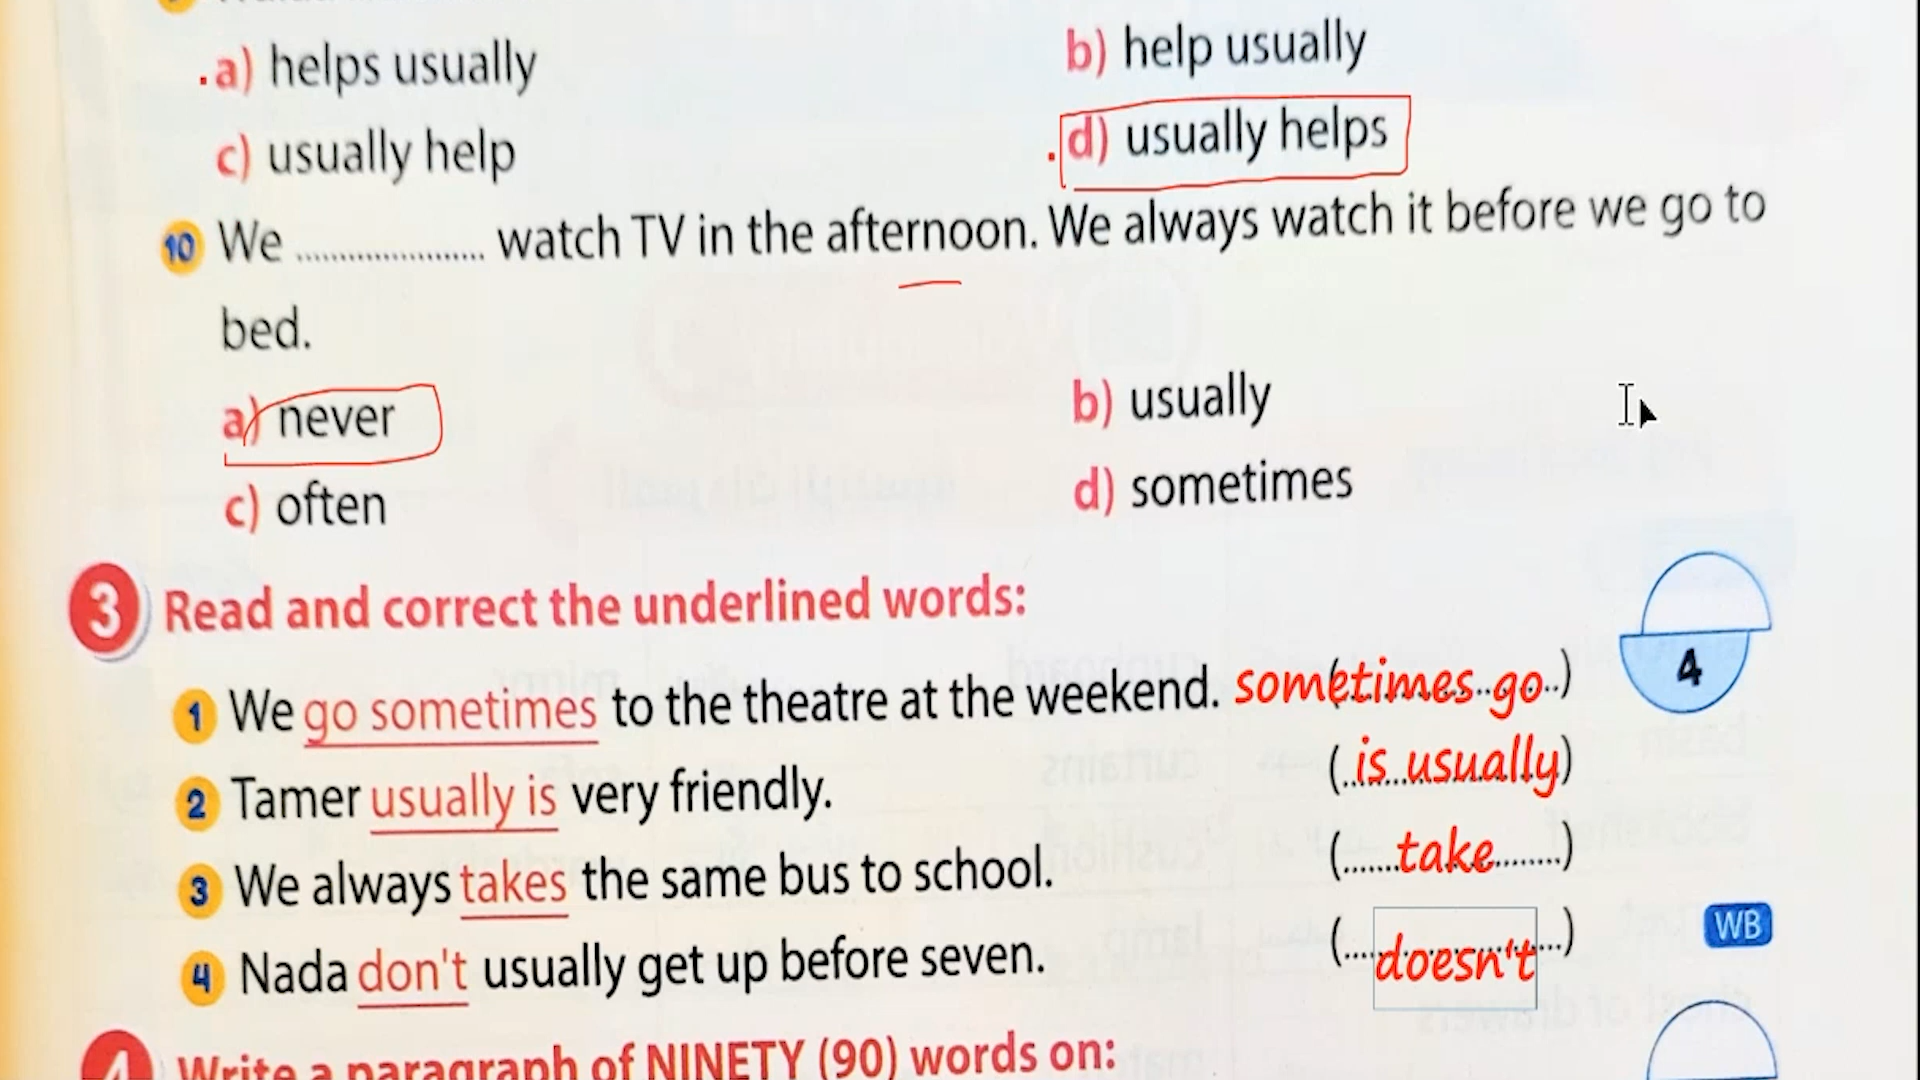 a) helps usually
b) help usually
c) usually help
d) usually helps
10 We .................... watch TV in the afternoon. We always watch it before we go to
bed.
a) never
b) usually
c) often
d) sometimes
3 Read and correct the underlined words:
4
1 We go sometimes to the theatre at the weekend. (sometimes go)
2 Tamer usually is very friendly. (is usually)
3 We always takes the same bus to school. (take)
4 Nada don't usually get up before seven. (doesn't)
WB
4 Write a paragraph of NINETY (90) words on: